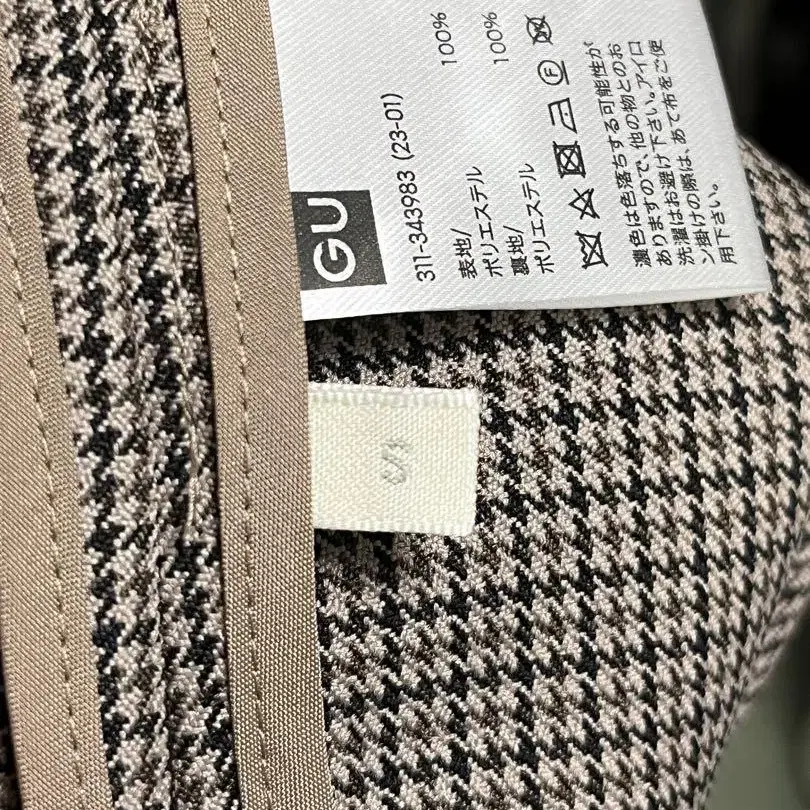 GU
311-343983 (23-01)
表地/
ポリエステル 100%
裏地/
ポリエステル 100%
F
濃色は色落ちする可能性が
ありますので、他の物とのお
洗濯はお避け下さい。アイロ
ン掛けの際は、あて布をご使
用下さい。